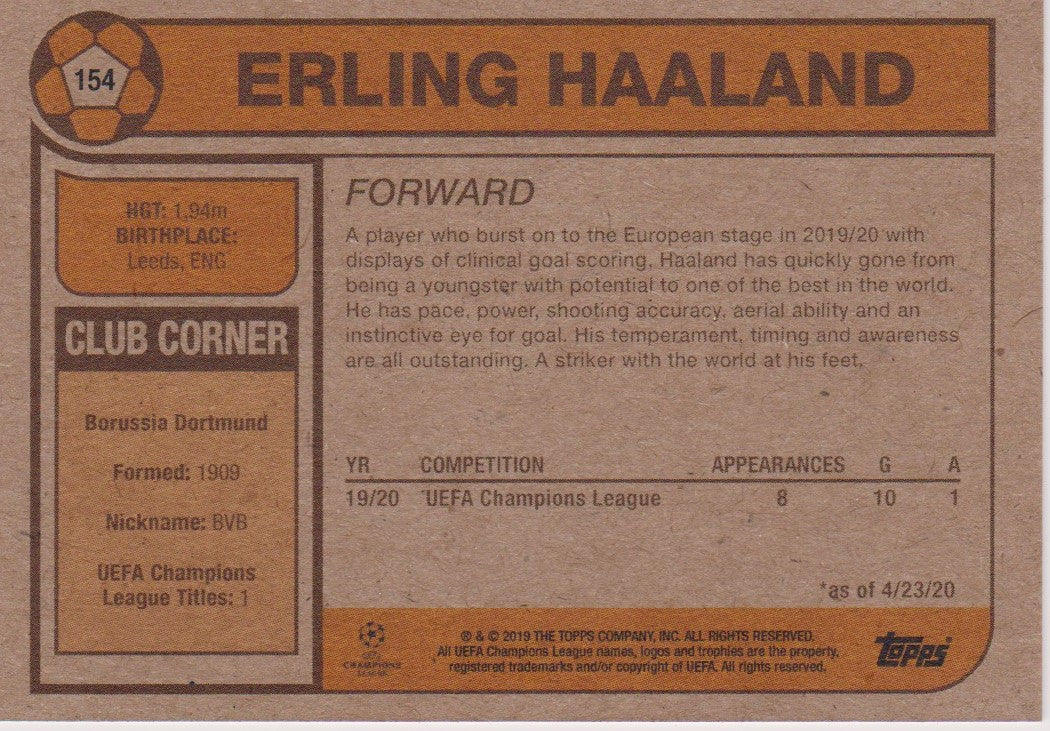 154
ERLING HAALAND
HGT: 1.94m
BIRTHPLACE:
Leeds, ENG
CLUB CORNER
Borussia Dortmund
Formed: 1909
Nickname: BVB
UEFA Champions
League Titles: 1
FORWARD
A player who burst on to the European stage in 2019/20 with
displays of clinical goal scoring, Haaland has quickly gone from
being a youngster with potential to one of the best in the world.
He has pace, power, shooting accuracy, aerial ability and an
instinctive eye for goal. His temperament, timing and awareness
are all outstanding. A striker with the world at his feet.
YR COMPETITION APPEARANCES G A
19/20 *UEFA Champions League 8 10 1
*as of 4/23/20
UEFA
CHAMPIONS
LEAGUE
® & © 2019 THE TOPPS COMPANY, INC. ALL RIGHTS RESERVED.
All UEFA Champions League names, logos and trophies are the property,
registered trademarks and/or copyright of UEFA. All rights reserved.
topps